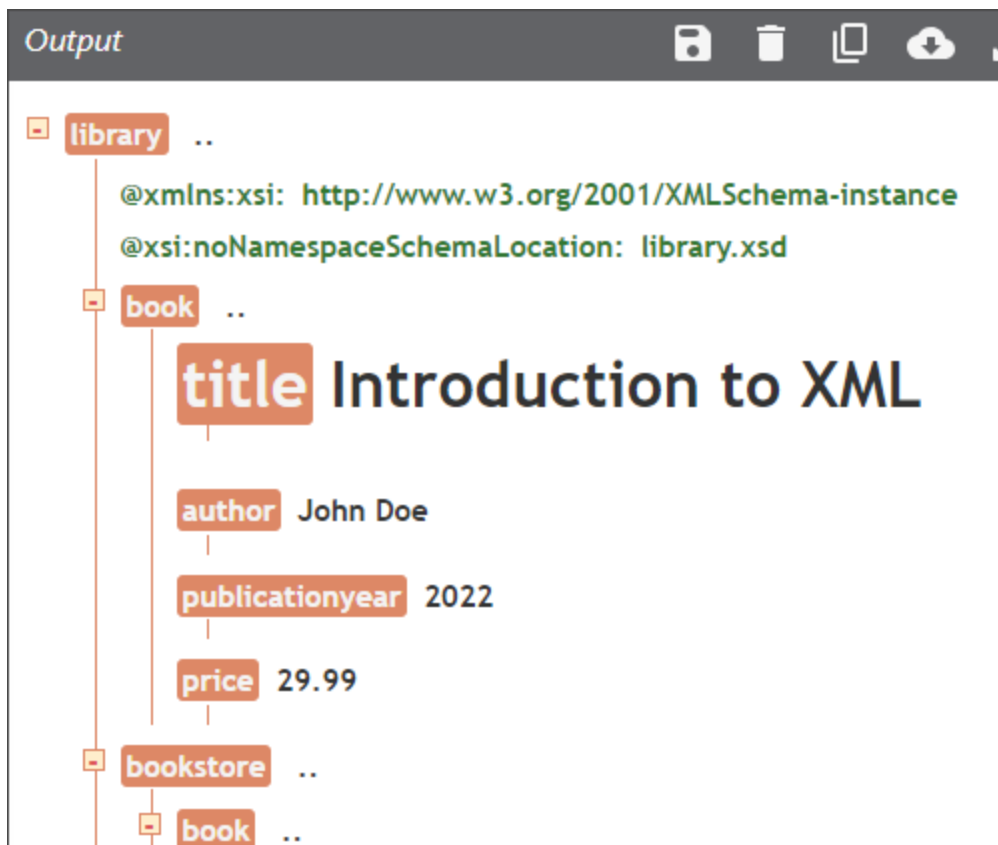 Output
- library ..
@xmlns:xsi: http://www.w3.org/2001/XMLSchema-instance
@xsi:noNamespaceSchemaLocation: library.xsd
- book ..
title Introduction to XML
author John Doe
publicationyear 2022
price 29.99
- bookstore ..
- book ..